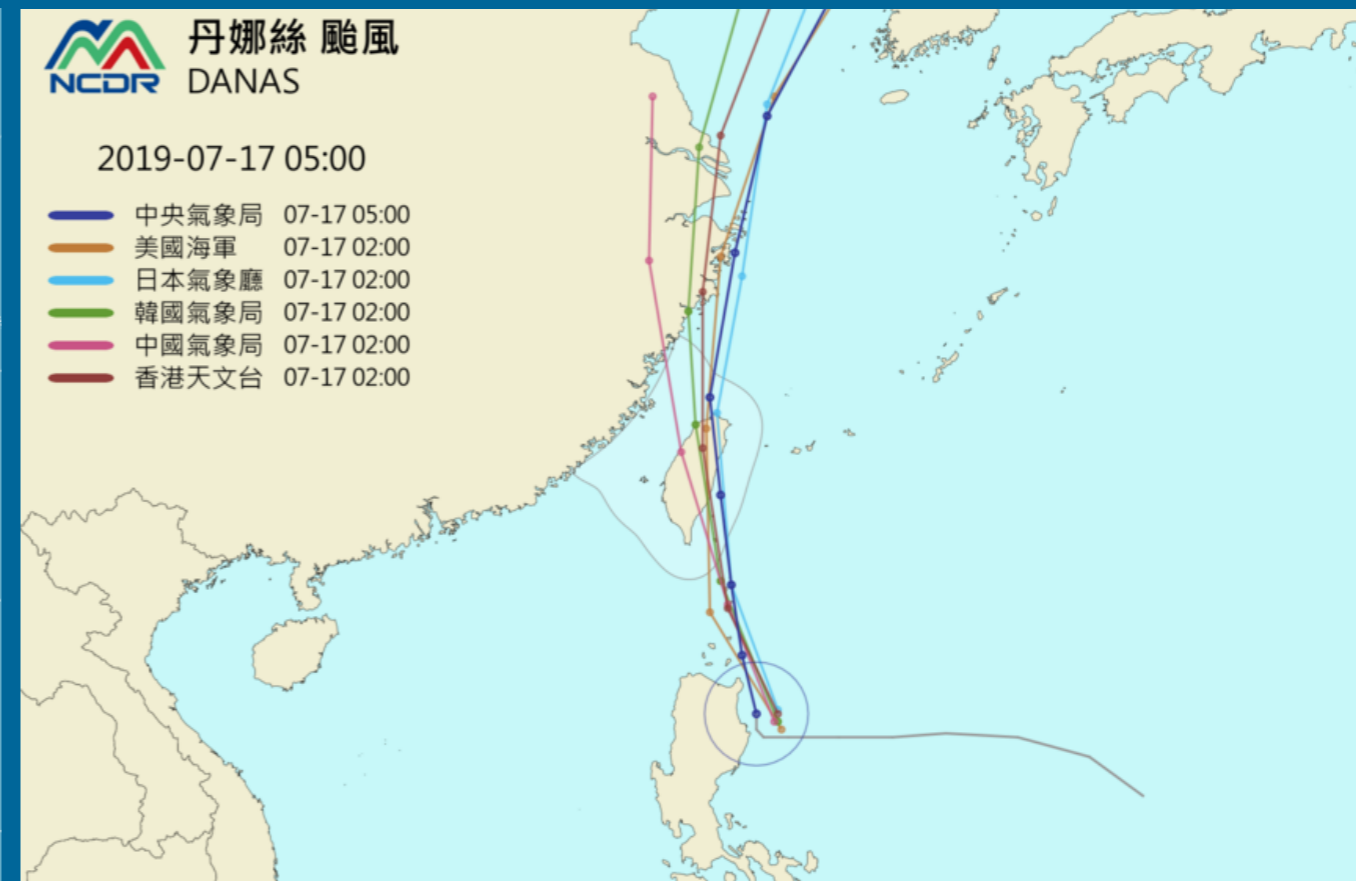 丹娜絲 颱風
NCDR
DANAS
2019-07-17 05:00
中央氣象局 07-17 05:00
美國海軍 07-17 02:00
日本氣象廳 07-17 02:00
韓國氣象局 07-17 02:00
中國氣象局 07-17 02:00
香港天文台 07-17 02:00